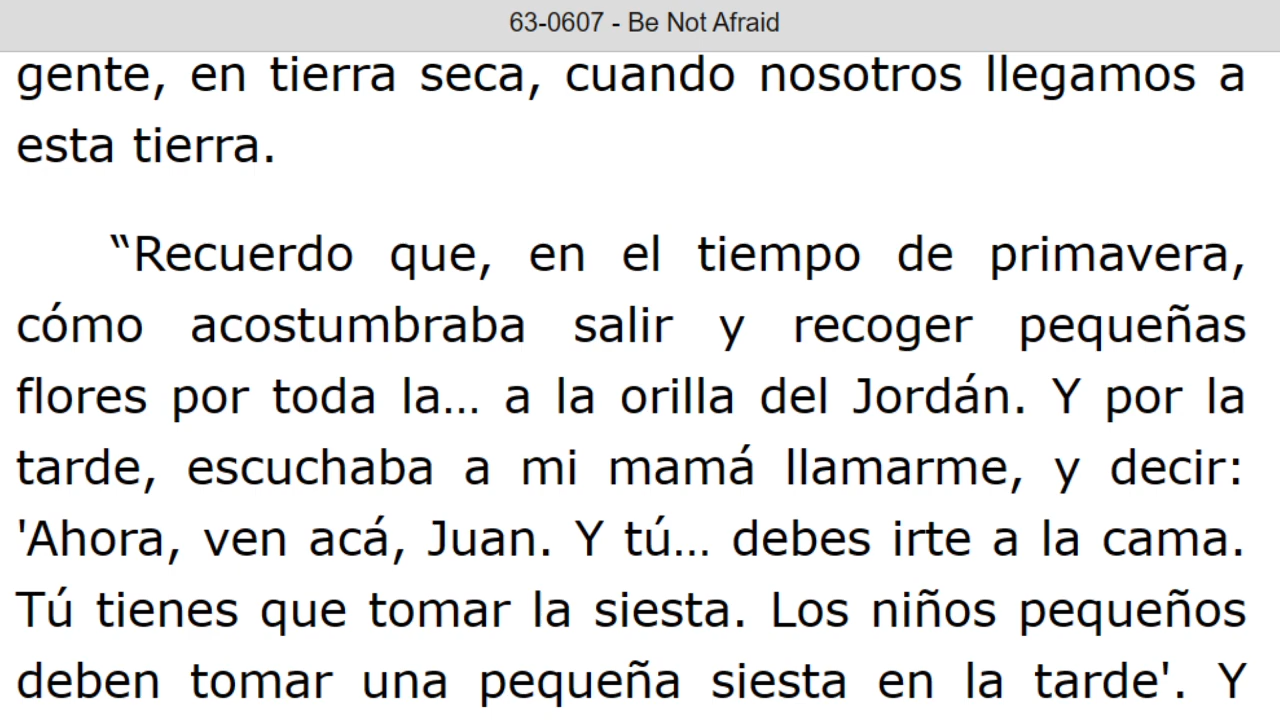 63-0607 - Be Not Afraid
gente, en tierra seca, cuando nosotros llegamos a
esta tierra.
“Recuerdo que, en el tiempo de primavera,
cómo acostumbraba salir y recoger pequeñas
flores por toda la… a la orilla del Jordán. Y por la
tarde, escuchaba a mi mamá llamarme, y decir:
'Ahora, ven acá, Juan. Y tú… debes irte a la cama.
Tú tienes que tomar la siesta. Los niños pequeños
deben tomar una pequeña siesta en la tarde'. Y